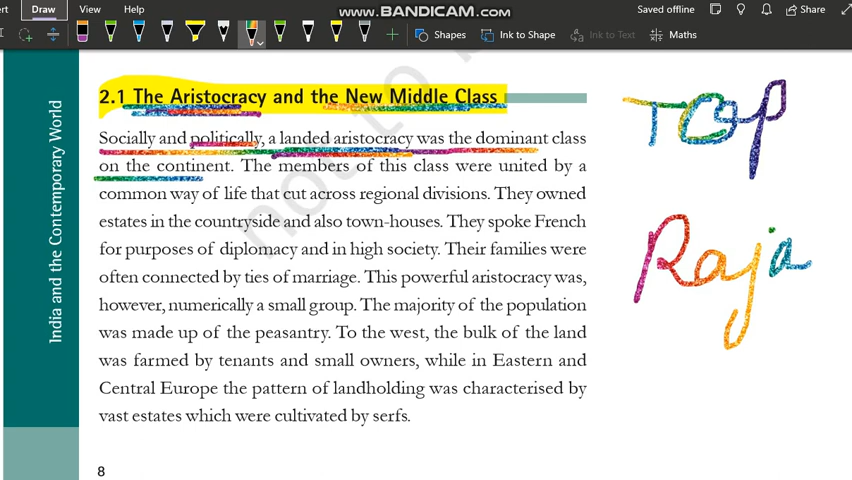 www.BANDICAM.com
Draw View Help Saved offline Share
Shapes Ink to Shape Ink to Text Maths
India and the Contemporary World
2.1 The Aristocracy and the New Middle Class
Socially and politically, a landed aristocracy was the dominant class
on the continent. The members of this class were united by a
common way of life that cut across regional divisions. They owned
estates in the countryside and also town-houses. They spoke French
for purposes of diplomacy and in high society. Their families were
often connected by ties of marriage. This powerful aristocracy was,
however, numerically a small group. The majority of the population
was made up of the peasantry. To the west, the bulk of the land
was farmed by tenants and small owners, while in Eastern and
Central Europe the pattern of landholding was characterised by
vast estates which were cultivated by serfs.
8
TOP
Raja